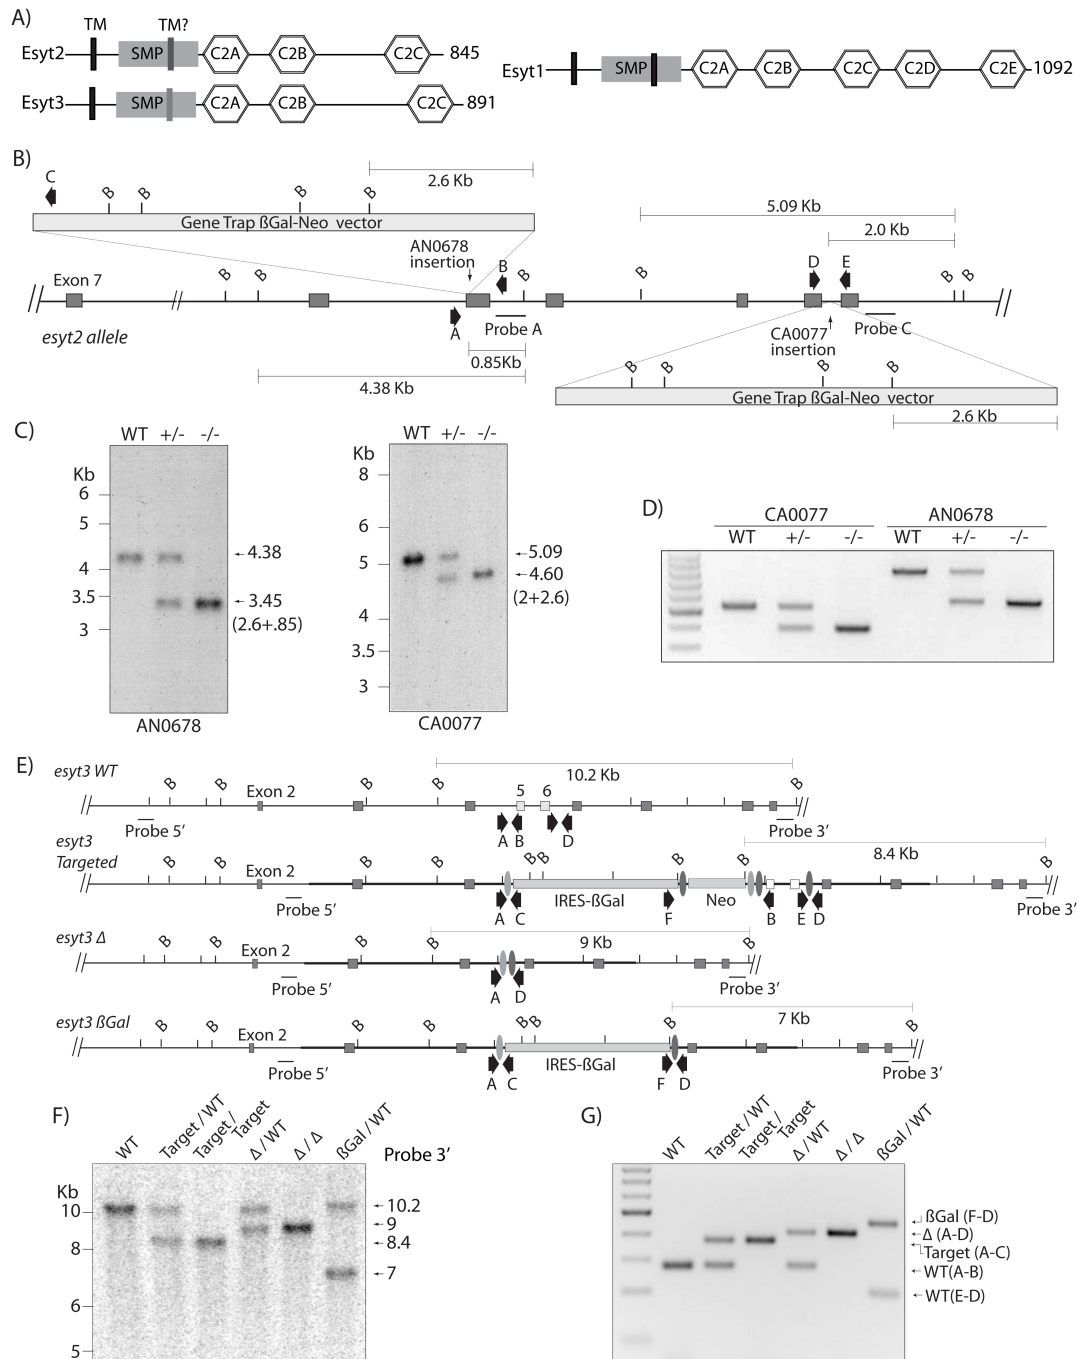 A)
TM TM?
Esyt2 SMP C2A C2B C2C 845
Esyt3 SMP C2A C2B C2C 891
Esyt1 SMP C2A C2B C2C C2D C2E 1092
B)
C B B B B 2.6 Kb
Gene Trap ßGal-Neo vector
5.09 Kb
2.0 Kb
AN0678
insertion
Exon 7 B B B B B D E B B
esyt2 allele
A Probe A Probe C
0.85Kb
4.38 Kb
CA0077
insertion
B B B B
Gene Trap ßGal-Neo vector
2.6 Kb
C)
WT +/- -/-
Kb
6
5
4
3.5
3
4.38
3.45
(2.6+.85)
AN0678
WT +/- -/-
Kb
8
6
5
4
3.5
3
5.09
4.60
(2+2.6)
CA0077
D)
CA0077 AN0678
WT +/- -/- WT +/- -/-
E)
esyt3 WT
10.2 Kb
B B Exon 2 B B 5 6 B
Probe 5′ A B D Probe 3′
esyt3
Targeted
8.4 Kb
B B Exon 2 B B B B B B B
IRES-ßGal Neo
Probe 5′ A C F B E D Probe 3′
esyt3 Δ
9 Kb
B B Exon 2 B B B
Probe 5′ A D Probe 3′
esyt3 ßGal
7 Kb
B B Exon 2 B B B B B B
IRES-ßGal
Probe 5′ A C F D Probe 3′
F)
WT Target / WT Target / Target Δ / WT Δ / Δ ßGal / WT
Probe 3′
Kb
10
8
6
5
10.2
9
8.4
7
G)
WT Target / WT Target / Target Δ / WT Δ / Δ ßGal / WT
ßGal (F-D)
Δ (A-D)
Target (A-C)
WT(A-B)
WT(E-D)